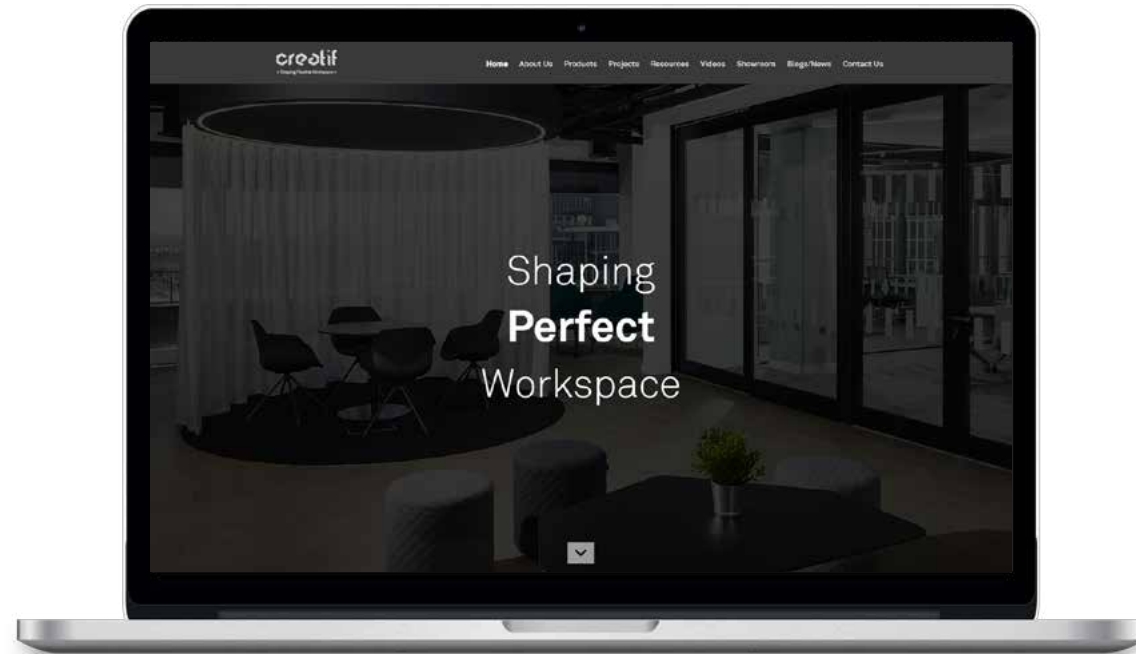 creatif
Home About Us Products Projects Resources Videos Showroom Blogs/News Contact Us
Shaping
Perfect
Workspace